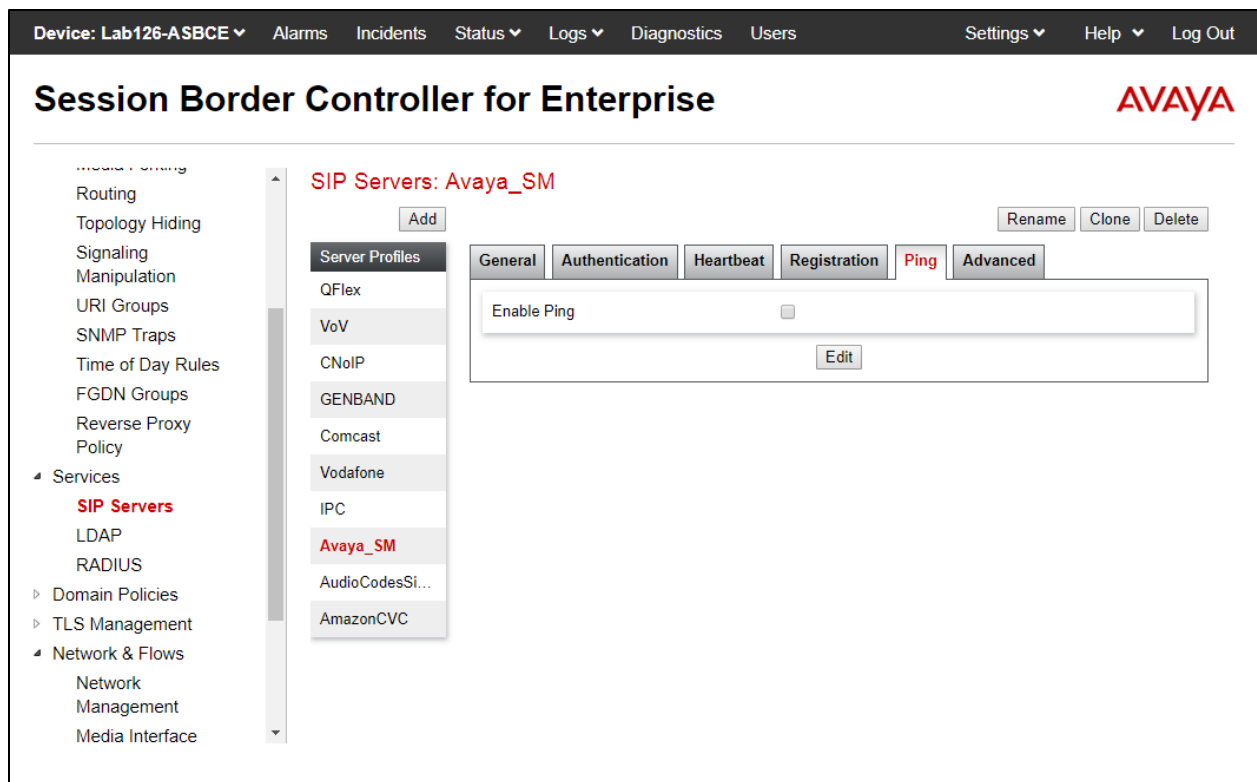 Device: Lab126-ASBCE Alarms Incidents Status Logs Diagnostics Users Settings Help Log Out
Session Border Controller for Enterprise
AVAYA
Routing
Topology Hiding
Signaling
Manipulation
URI Groups
SNMP Traps
Time of Day Rules
FGDN Groups
Reverse Proxy
Policy
Services
SIP Servers
LDAP
RADIUS
Domain Policies
TLS Management
Network & Flows
Network
Management
Media Interface
SIP Servers: Avaya_SM
Add
Rename Clone Delete
Server Profiles
QFlex
VoV
CNoIP
GENBAND
Comcast
Vodafone
IPC
Avaya_SM
AudioCodesSi...
AmazonCVC
General Authentication Heartbeat Registration Ping Advanced
Enable Ping
Edit